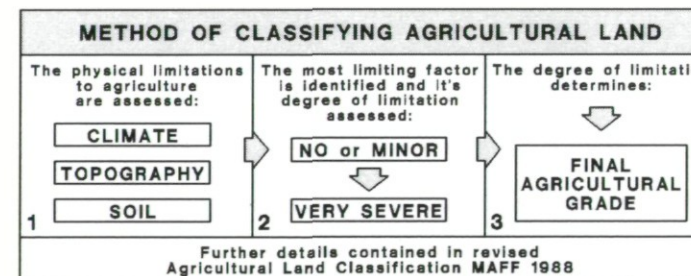 METHOD OF CLASSIFYING AGRICULTURAL LAND
The physical limitations
to agriculture
are assessed:
CLIMATE
TOPOGRAPHY
SOIL
1
The most limiting factor
is identified and it's
degree of limitation
assessed:
NO or MINOR
VERY SEVERE
2
The degree of limitati
determines:
FINAL
AGRICULTURAL
GRADE
3
Further details contained in revised
Agricultural Land Classification MAFF 1988